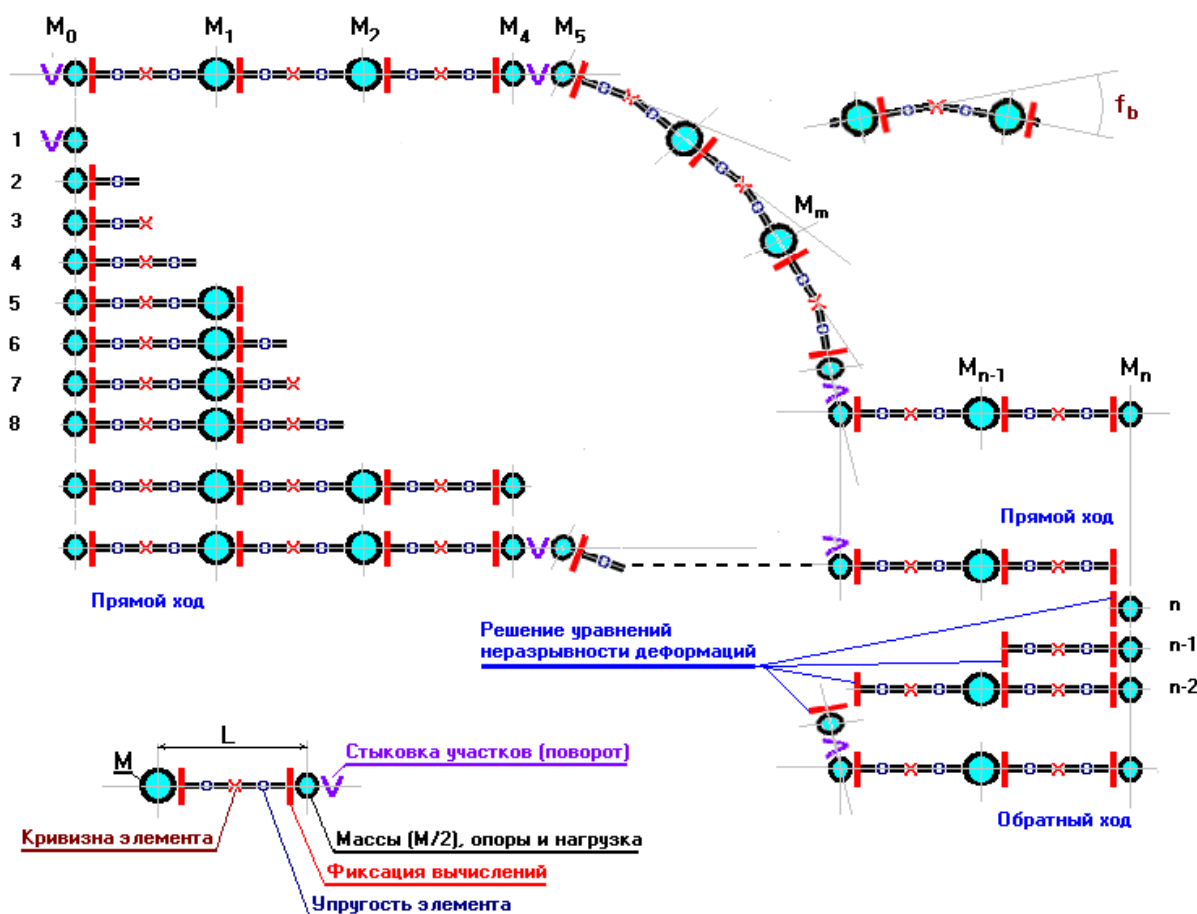 M0 M1 M2 M4 M5
fb
1
2
3
Mm
4
5
6
7
8
Mn-1 Mn
Прямой ход
Прямой ход
n
Решение уравнений
неразрывности деформаций
n-1
n-2
L
M
Стыковка участков (поворот)
Обратный ход
Кривизна элемента
Массы (М/2), опоры и нагрузка
Фиксация вычислений
Упругость элемента